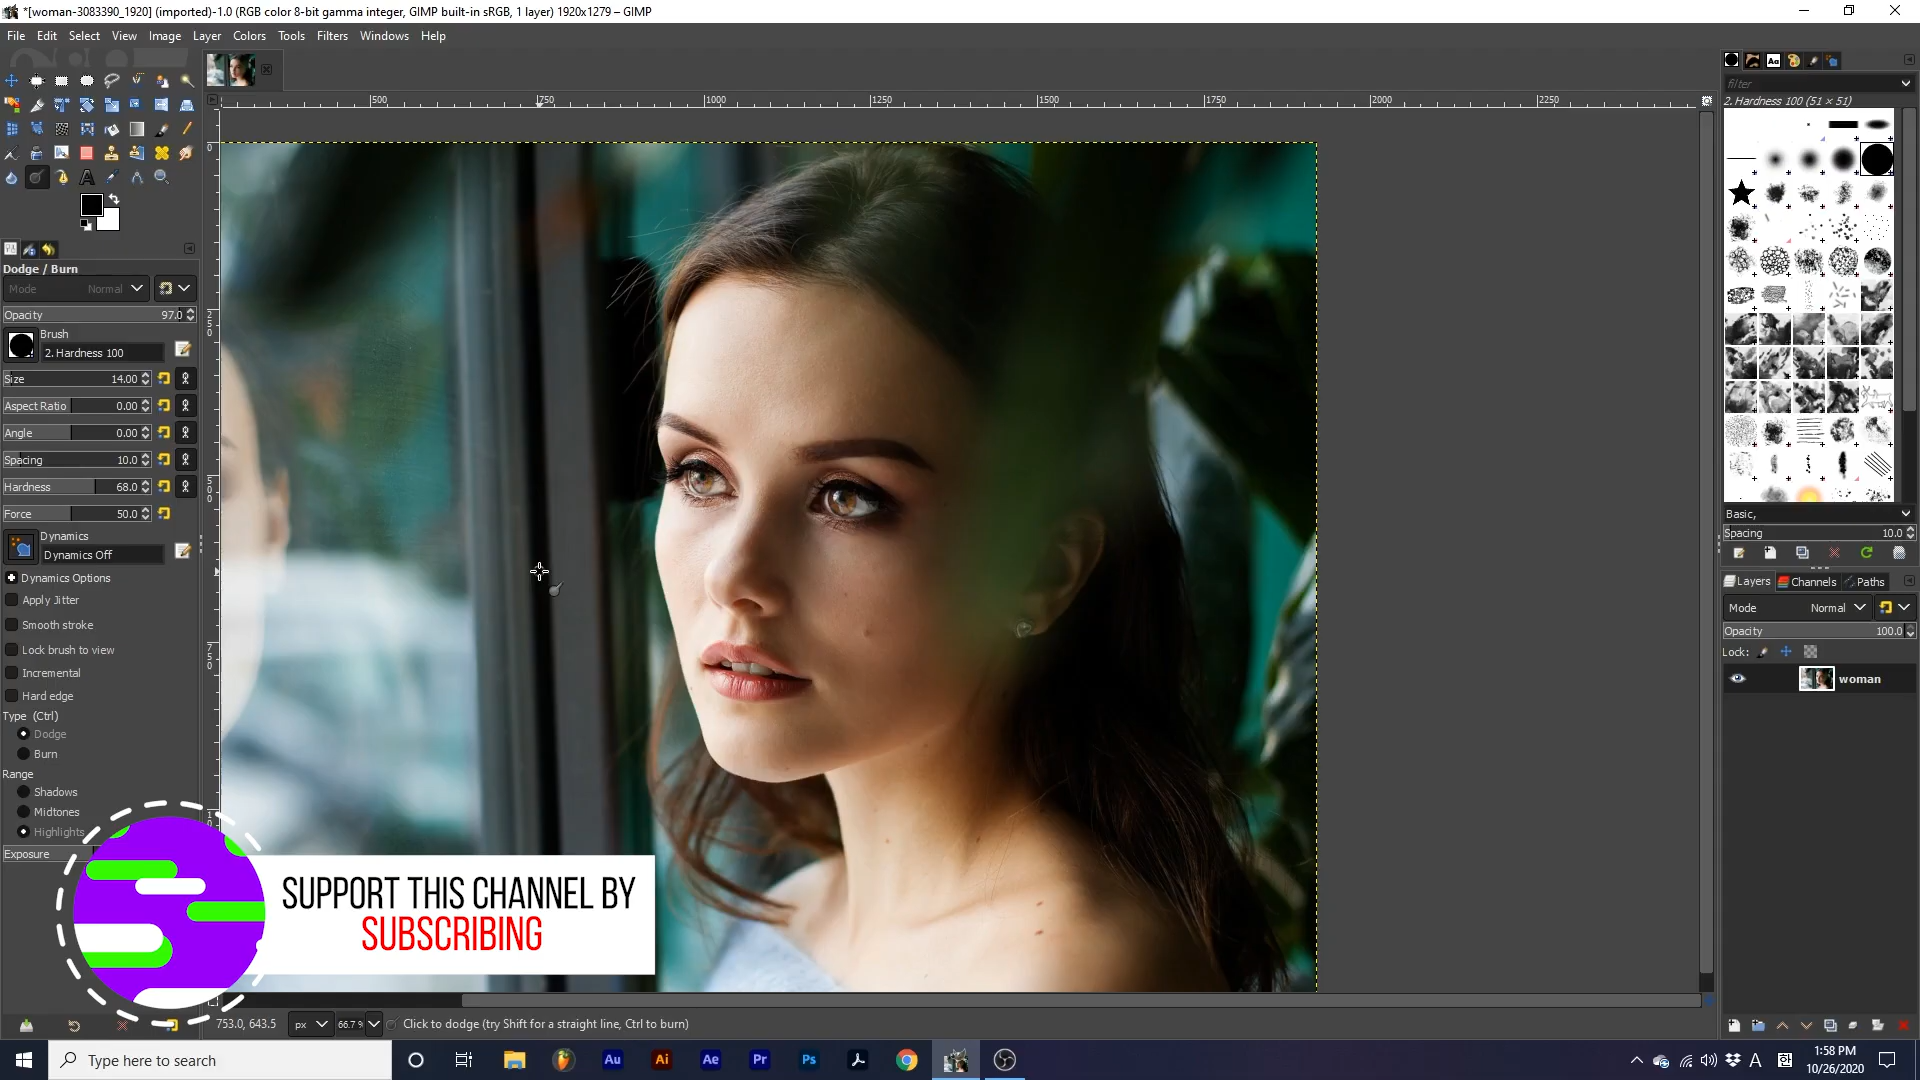 *[woman-3083390_1920] (imported)-1.0 (RGB color 8-bit gamma integer, GIMP built-in sRGB, 1 layer) 1920x1279 – GIMP
File Edit Select View Image Layer Colors Tools Filters Windows Help
500 750 1000 1250 1500 1750 2000 2250
0
250
500
750
Dodge / Burn
Mode Normal
Opacity 97.0
Brush
2. Hardness 100
Size 14.00
Aspect Ratio 0.00
Angle 0.00
Spacing 10.0
Hardness 68.0
Force 50.0
Dynamics
Dynamics Off
Dynamics Options
Apply Jitter
Smooth stroke
Lock brush to view
Incremental
Hard edge
Type (Ctrl)
Dodge
Burn
Range
Shadows
Midtones
Highlights
Exposure
SUPPORT THIS CHANNEL BY
SUBSCRIBING
753.0, 643.5 px 66.7 % Click to dodge (try Shift for a straight line, Ctrl to burn)
Aa
filter
2. Hardness 100 (51 × 51)
Basic,
Spacing 10.0
Layers Channels Paths
Mode Normal
Opacity 100.0
Lock:
woman
Type here to search
Au Ai Ae Pr Ps
A 한
1:58 PM
10/26/2020